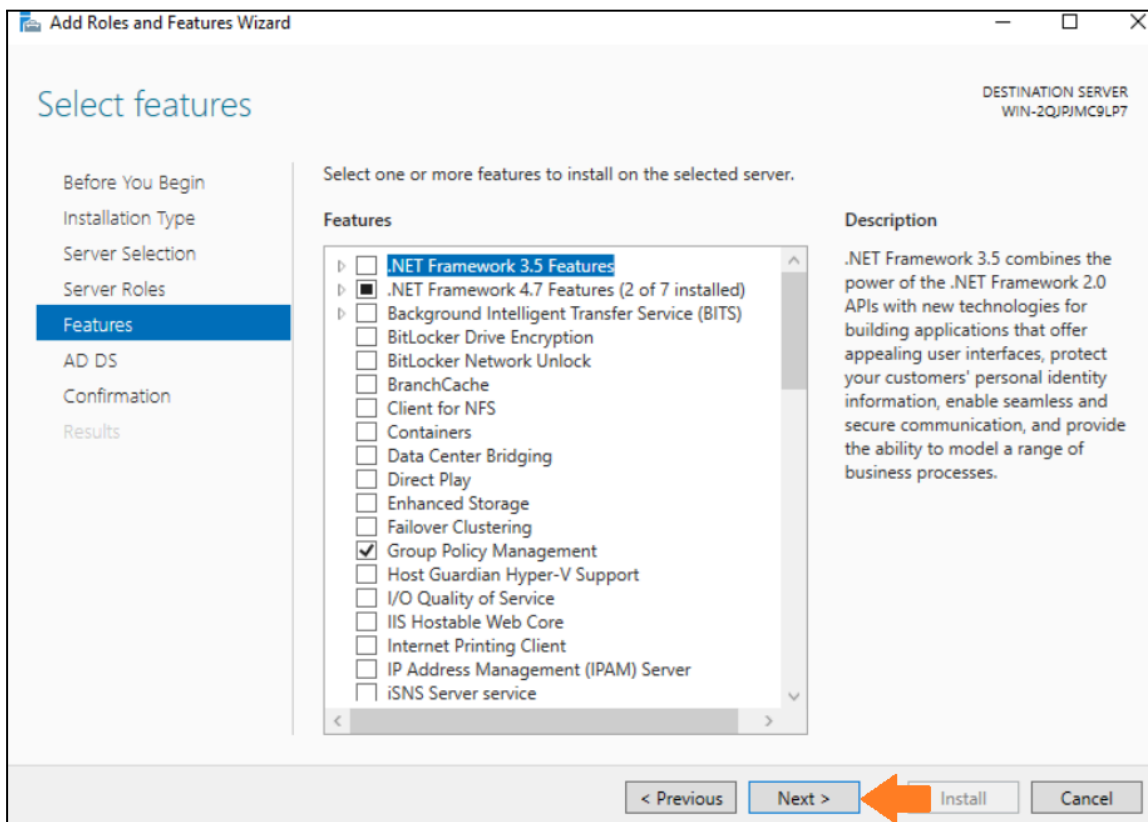 Add Roles and Features Wizard
Select features
DESTINATION SERVER
WIN-2QJPJMC9LP7
Before You Begin
Installation Type
Server Selection
Server Roles
Features
AD DS
Confirmation
Results
Select one or more features to install on the selected server.
Features
.NET Framework 3.5 Features
.NET Framework 4.7 Features (2 of 7 installed)
Background Intelligent Transfer Service (BITS)
BitLocker Drive Encryption
BitLocker Network Unlock
BranchCache
Client for NFS
Containers
Data Center Bridging
Direct Play
Enhanced Storage
Failover Clustering
Group Policy Management
Host Guardian Hyper-V Support
I/O Quality of Service
IIS Hostable Web Core
Internet Printing Client
IP Address Management (IPAM) Server
iSNS Server service
Description
.NET Framework 3.5 combines the
power of the .NET Framework 2.0
APIs with new technologies for
building applications that offer
appealing user interfaces, protect
your customers' personal identity
information, enable seamless and
secure communication, and provide
the ability to model a range of
business processes.
< Previous
Next >
Install
Cancel